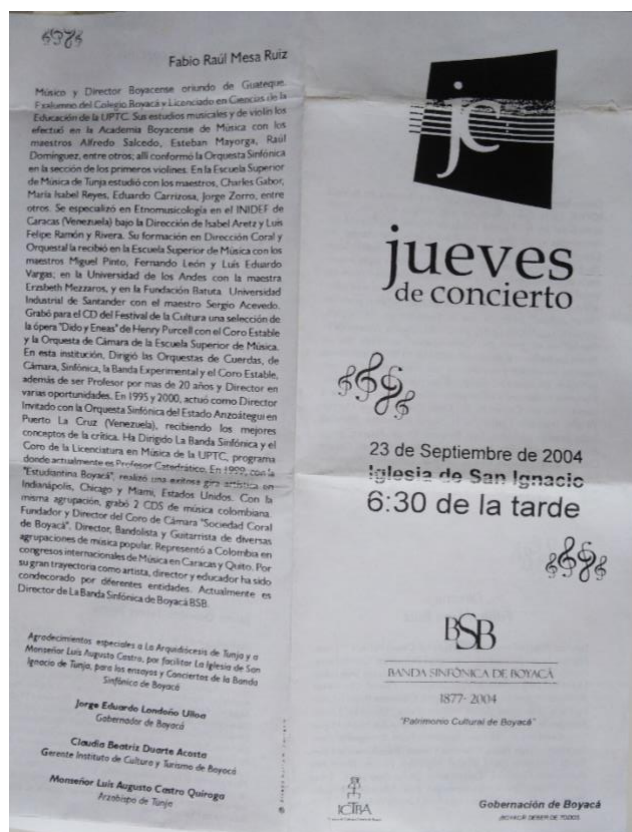 Fabio Raúl Mesa Ruiz
Músico y Director Boyacense oriundo de Guateque.
Exalumno del Colegio Boyacá y Licenciado en Ciencias de la
Educación de la UPTC. Sus estudios musicales y de violín los
efectuó en la Academia Boyacense de Música con los
maestros Alfredo Salcedo, Esteban Mayorga, Raúl
Domínguez, entre otros; allí conformó la Orquesta Sinfónica
en la sección de los primeros violines. En la Escuela Superior
de Música de Tunja estudió con los maestros, Charles Gabor,
María Isabel Reyes, Eduardo Carrizosa, Jorge Zorro, entre
otros. Se especializó en Etnomusicología en el INIDEF de
Caracas (Venezuela) bajo la Dirección de Isabel Aretz y Luis
Felipe Ramón y Rivera. Su formación en Dirección Coral y
Orquestal la recibió en la Escuela Superior de Música con los
maestros Miguel Pinto, Fernando León y Luis Eduardo
Vargas; en la Universidad de los Andes con la maestra
Erzsbeth Mezzaros, y en la Fundación Batuta Universidad
Industrial de Santander con el maestro Sergio Acevedo.
Grabó para el CD del Festival de la Cultura una selección de
la ópera "Dido y Eneas" de Henry Purcell con el Coro Estable
y la Orquesta de Cámara de la Escuela Superior de Música.
En esta institución, Dirigió las Orquestas de Cuerdas, de
Cámara, Sinfónica, la Banda Experimental y el Coro Estable,
además de ser Profesor por mas de 20 años y Director en
varias oportunidades. En 1995 y 2000, actuó como Director
Invitado con la Orquesta Sinfónica del Estado Anzoátegui en
Puerto La Cruz (Venezuela), recibiendo los mejores
conceptos de la crítica. Ha Dirigido La Banda Sinfónica y el
Coro de la Licenciatura en Música de la UPTC, programa
donde actualmente es Profesor Catedrático. En 1999, con la
"Estudiantina Boyacá", realizó una exitosa gira artística en
Indianápolis, Chicago y Miami, Estados Unidos. Con la
misma agrupación, grabó 2 CDS de música colombiana.
Fundador y Director del Coro de Cámara "Sociedad Coral
de Boyacá". Director, Bandolista y Guitarrista de diversas
agrupaciones de música popular. Representó a Colombia en
congresos internacionales de Música en Caracas y Quito. Por
su gran trayectoria como artista, director y educador ha sido
condecorado por diferentes entidades. Actualmente es
Director de La Banda Sinfónica de Boyacá BSB.
Agradecimientos especiales a La Arquidiócesis de Tunja y a
Monseñor Luis Augusto Castro, por facilitar La Iglesia de San
Ignacio de Tunja, para los ensayos y Conciertos de la Banda
Sinfónica de Boyacá
Jorge Eduardo Londoño Ulloa
Gobernador de Boyacá
Claudia Beatriz Duarte Acosta
Gerente Instituto de Cultura y Turismo de Boyacá
Monseñor Luis Augusto Castro Quiroga
Arzobispo de Tunja
jc
jueves
de concierto
23 de Septiembre de 2004
Iglesia de San Ignacio
6:30 de la tarde
BSB
BANDA SINFÓNICA DE BOYACÁ
1877- 2004
"Patrimonio Cultural de Boyacá"
ICTBA
Gobernación de Boyacá
¡BOYACÁ DEBER DE TODOS